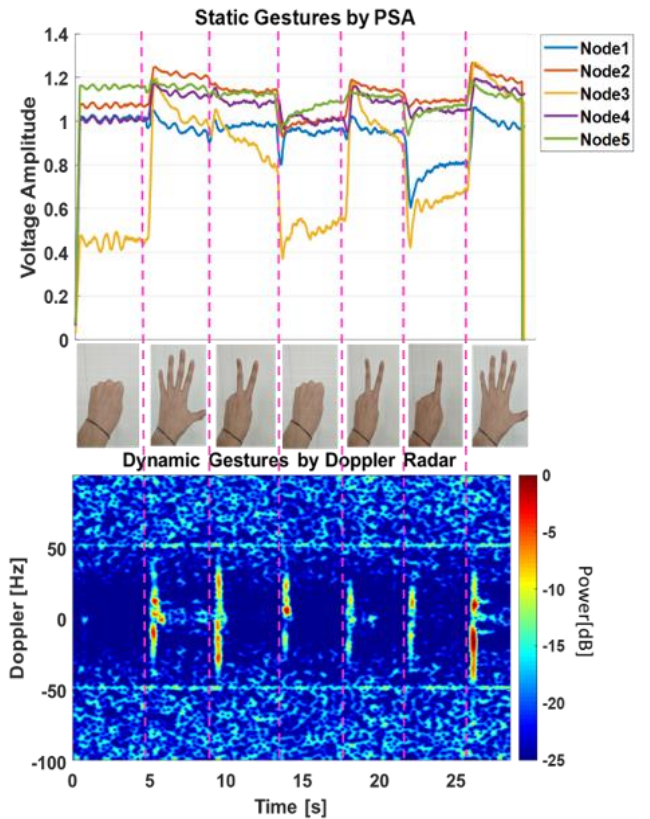 Static Gestures by PSA
1.4
1.2
1
0.8
0.6
0.4
0.2
0
Voltage Amplitude
Node1
Node2
Node3
Node4
Node5
Dynamic Gestures by Doppler Radar
50
0
-50
-100
Doppler [Hz]
0
5
10
15
20
25
Time [s]
0
-5
-10
-15
-20
-25
Power[dB]